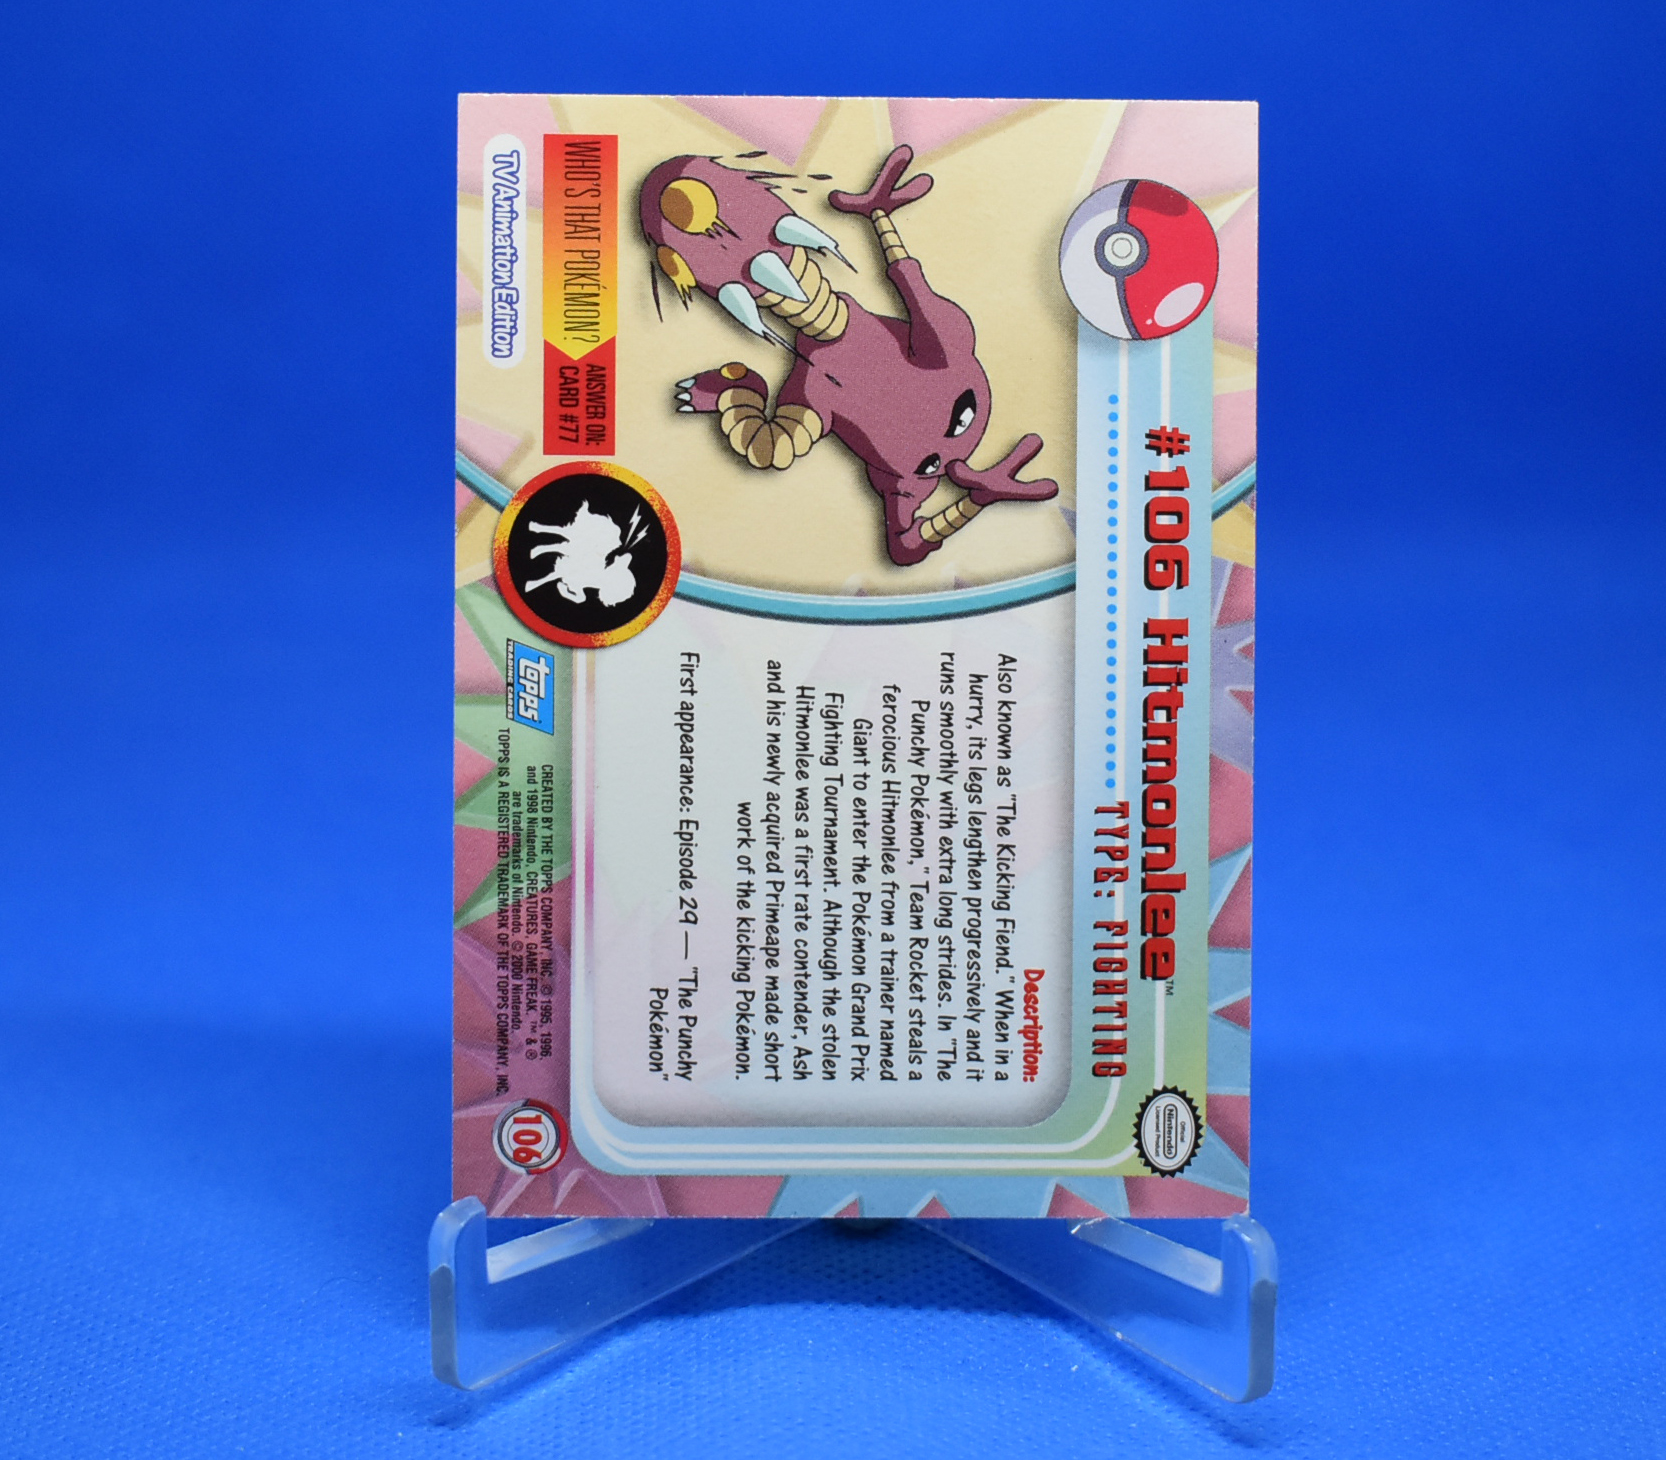 #106 Hitmonlee™
TYPE: FIGHTING
Official
Nintendo
Licensed Product
Description:
Also known as "The Kicking Fiend." When in a
hurry, its legs lengthen progressively and it
runs smoothly with extra long strides. In "The
Punchy Pokémon," Team Rocket steals a
ferocious Hitmonlee from a trainer named
Giant to enter the Pokémon Grand Prix
Fighting Tournament. Although the stolen
Hitmonlee was a first rate contender, Ash
and his newly acquired Primeape made short
work of the kicking Pokémon.
First appearance: Episode 29 — "The Punchy
Pokémon"
WHO'S THAT POKÉMON?
ANSWER ON:
CARD #77
TV Animation Edition
topps
TRADING CARDS
CREATED BY THE TOPPS COMPANY, INC. © 1995, 1996,
and 1998 Nintendo, CREATURES, GAME FREAK. ™ & ®
are trademarks of Nintendo. © 2000 Nintendo.
TOPPS IS A REGISTERED TRADEMARK OF THE TOPPS COMPANY, INC.
106